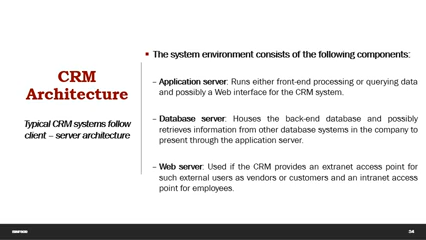 CRM
Architecture
Typical CRM systems follow
client – server architecture
▪ The system environment consists of the following components:
– Application server: Runs either front-end processing or querying data
and possibly a Web interface for the CRM system.
– Database server: Houses the back-end database and possibly
retrieves information from other database systems in the company to
present through the application server.
– Web server: Used if the CRM provides an extranet access point for
such external users as vendors or customers and an intranet access
point for employees.
34